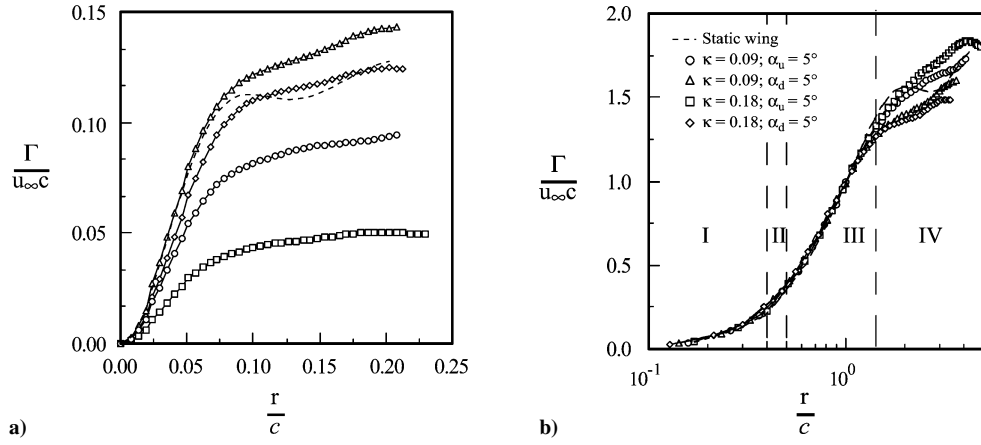 0.15
0.10
0.05
0.00
Γ
u∞c
0.00 0.05 0.10 0.15 0.20 0.25
r
c
a)
2.0
1.5
1.0
0.5
0.0
Γ
u∞c
Static wing
κ = 0.09; αu = 5°
κ = 0.09; αd = 5°
κ = 0.18; αu = 5°
κ = 0.18; αd = 5°
I II III IV
10⁻¹ 10⁰
r
c
b)